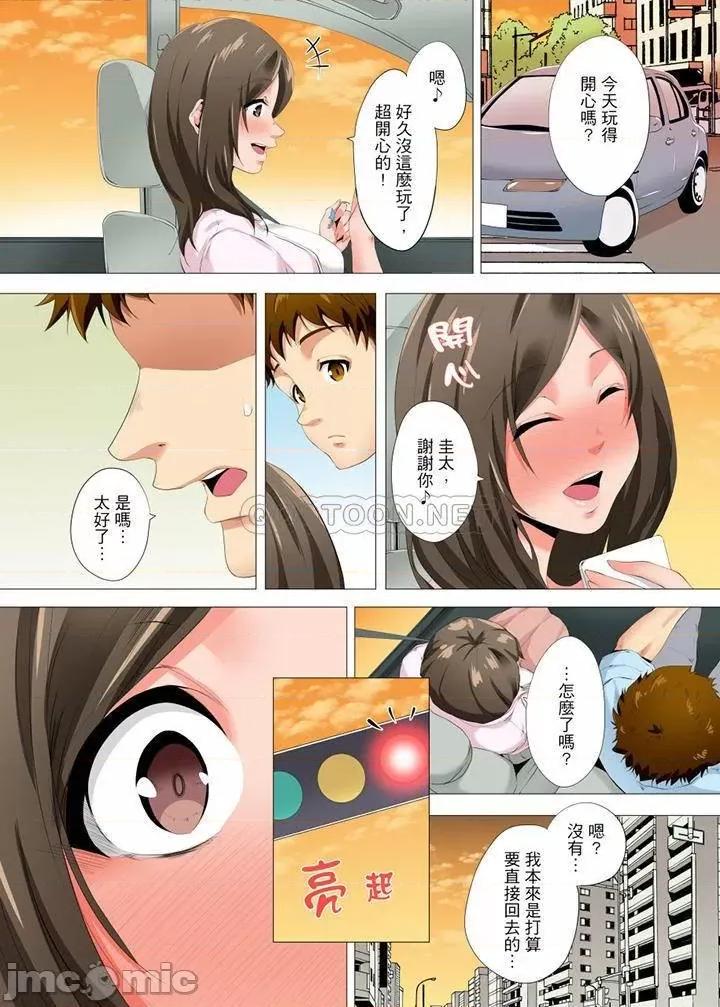 今天玩得
開心嗎？
嗯♪
好久沒這麼玩了，
超開心的！
開心
圭太，
謝謝你♪
是嗎…
太好了…
…怎麼了嗎？
亮起
嗯？
沒有…
我本來是打算
要直接回去的…
jmcomic